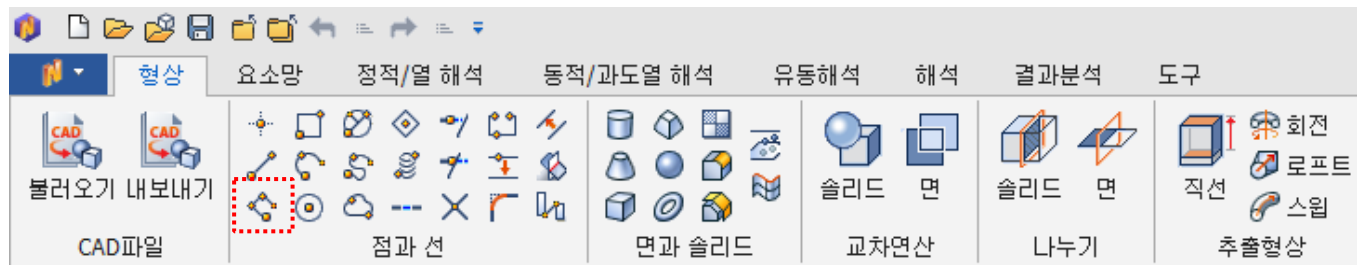 형상 요소망 정적/열 해석 동적/과도열 해석 유동해석 해석 결과분석 도구
CAD CAD 회전
로프트
불러오기 내보내기 솔리드 면 솔리드 면 직선
스윕
CAD파일 점과 선 면과 솔리드 교차연산 나누기 추출형상